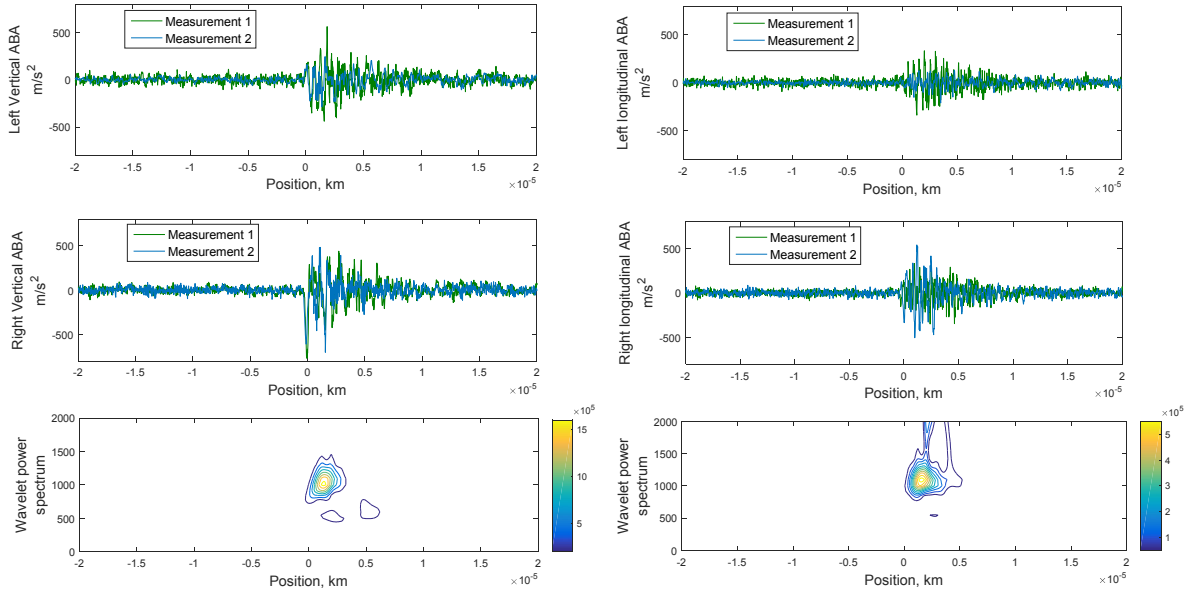 Left Vertical ABA
m/s2
500
0
-500
Measurement 1
Measurement 2
-2 -1.5 -1 -0.5 0 0.5 1 1.5 2
Position, km
×10-5
Left longitudinal ABA
m/s2
500
0
-500
Measurement 1
Measurement 2
-2 -1.5 -1 -0.5 0 0.5 1 1.5 2
Position, km
×10-5
Right Vertical ABA
m/s2
500
0
-500
Measurement 1
Measurement 2
-2 -1.5 -1 -0.5 0 0.5 1 1.5 2
Position, km
×10-5
Right longitudinal ABA
m/s2
500
0
-500
Measurement 1
Measurement 2
-2 -1.5 -1 -0.5 0 0.5 1 1.5 2
Position, km
×10-5
Wavelet power
spectrum
2000
1500
1000
500
0
-2 -1.5 -1 -0.5 0 0.5 1 1.5 2
Position, km
×10-5
×105
15
10
5
Wavelet power
spectrum
2000
1500
1000
500
0
-2 -1.5 -1 -0.5 0 0.5 1 1.5 2
Position, km
×10-5
×105
5
4
3
2
1